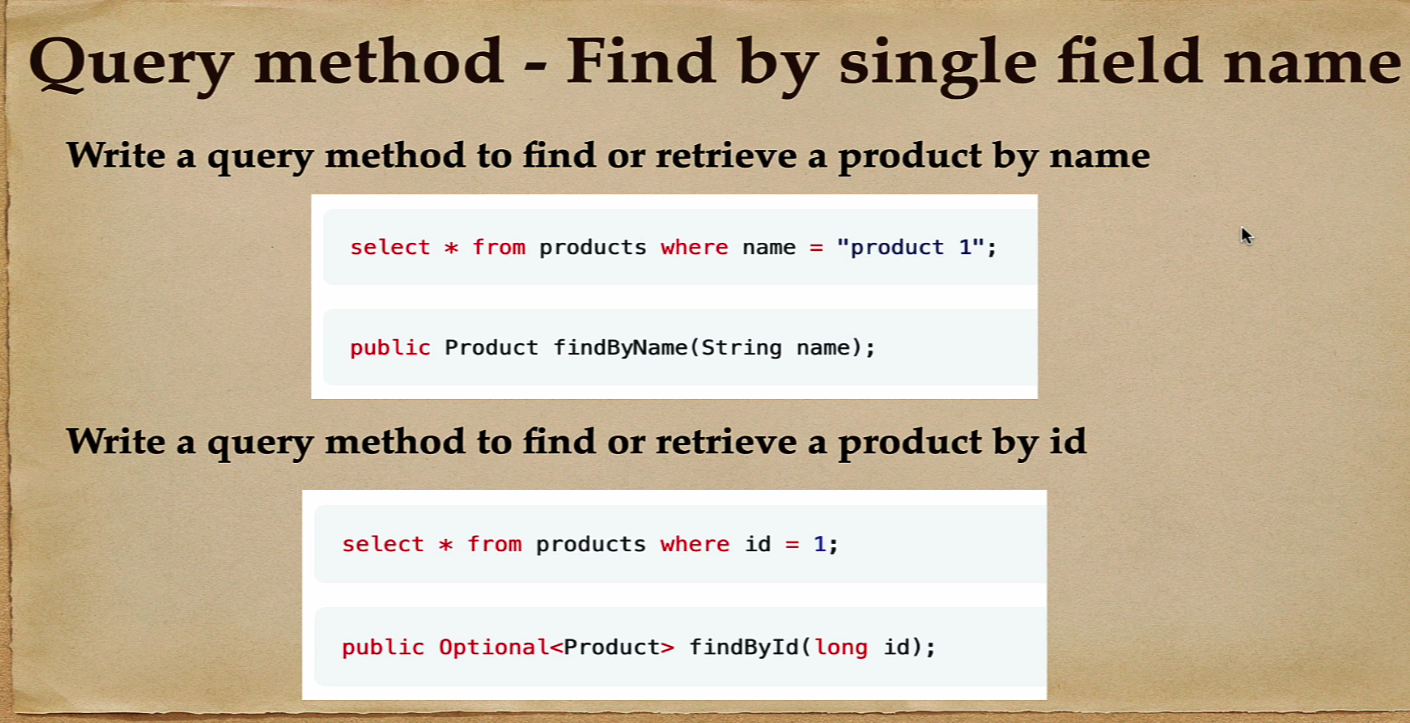 Query method - Find by single field name
Write a query method to find or retrieve a product by name
select * from products where name = "product 1";
public Product findByName(String name);
Write a query method to find or retrieve a product by id
select * from products where id = 1;
public Optional<Product> findById(long id);